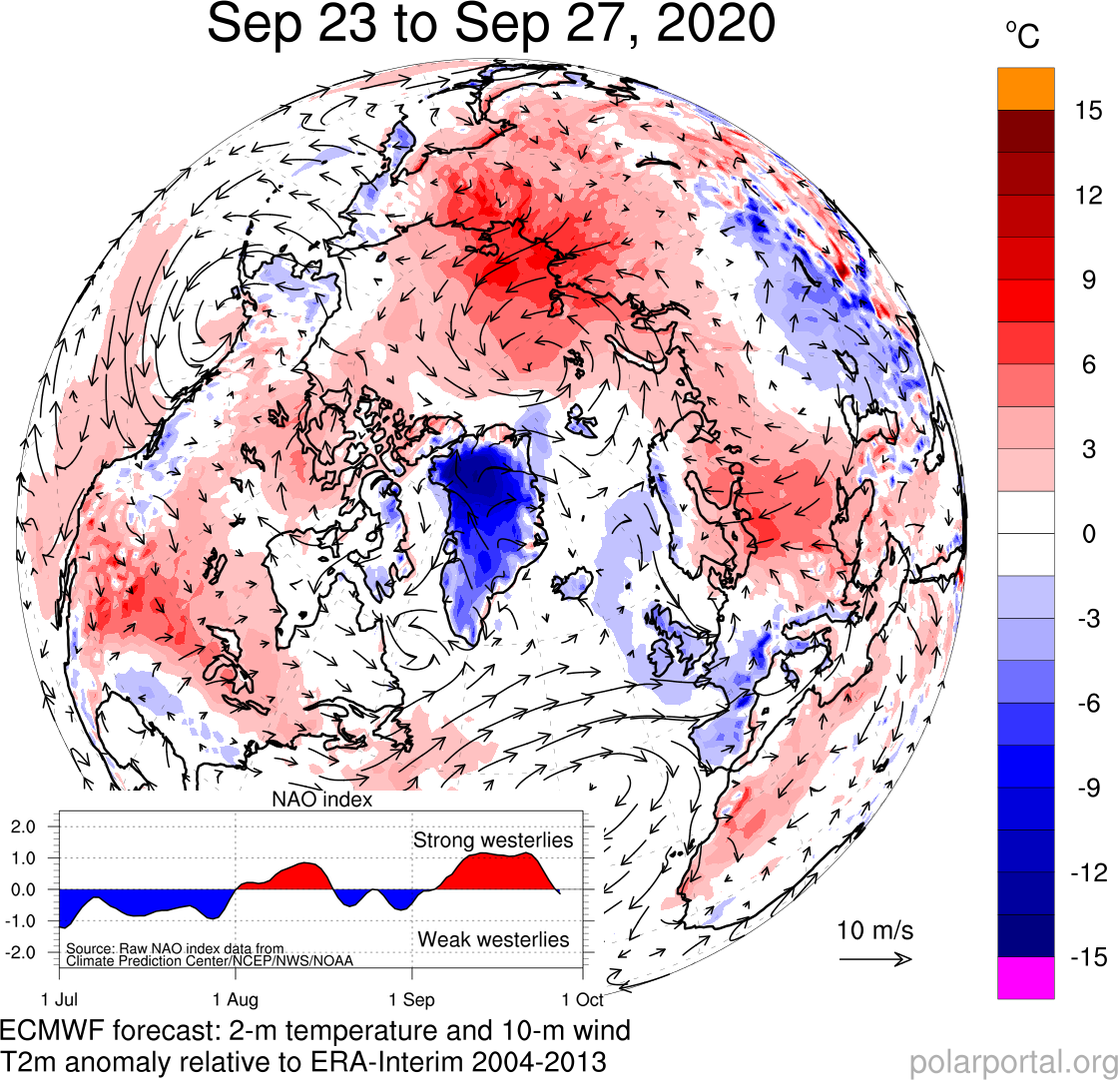 Sep 23 to Sep 27, 2020
°C
15
12
9
6
3
0
-3
-6
-9
-12
-15
10 m/s
NAO index
2.0
1.0
0.0
-1.0
-2.0
Strong westerlies
Weak westerlies
Source: Raw NAO index data from
Climate Prediction Center/NCEP/NWS/NOAA
1 Jul
1 Aug
1 Sep
1 Oct
ECMWF forecast: 2-m temperature and 10-m wind
T2m anomaly relative to ERA-Interim 2004-2013
polarportal.org